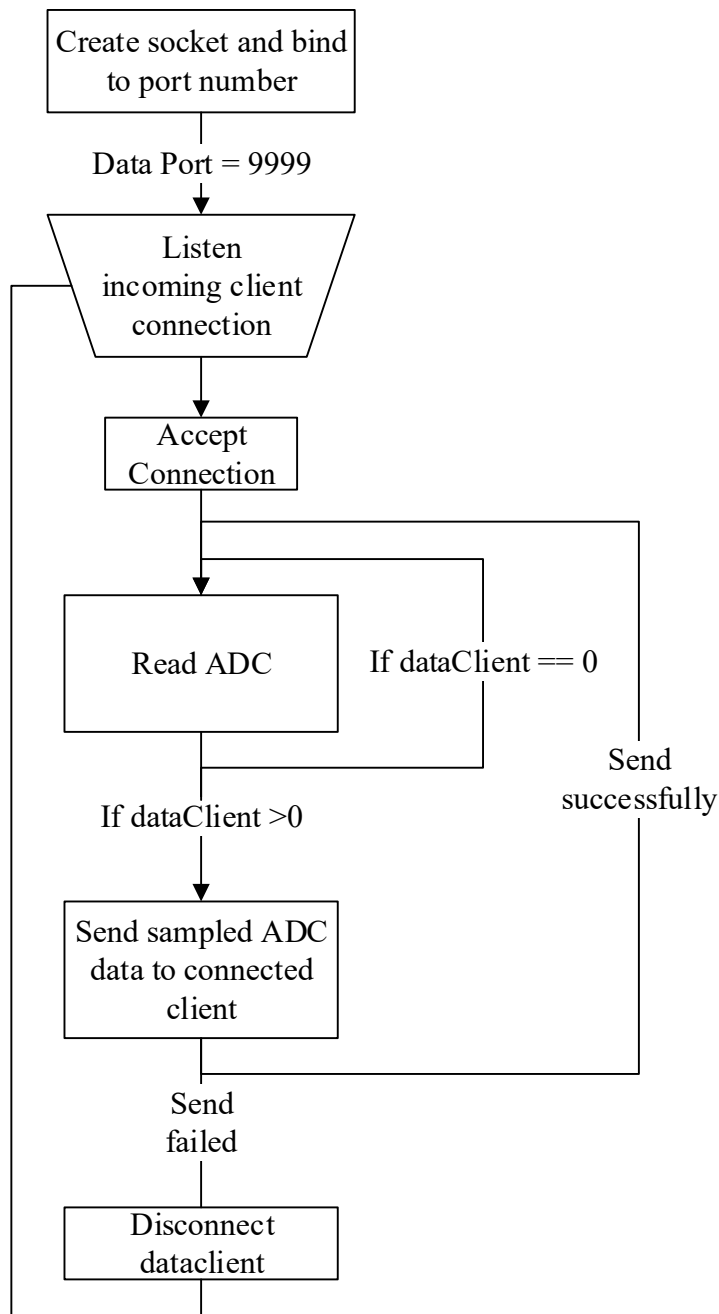 Create socket and bind
to port number
Data Port = 9999
Listen
incoming client
connection
Accept
Connection
Read ADC
If dataClient == 0
Send
successfully
If dataClient >0
Send sampled ADC
data to connected
client
Send
failed
Disconnect
dataclient